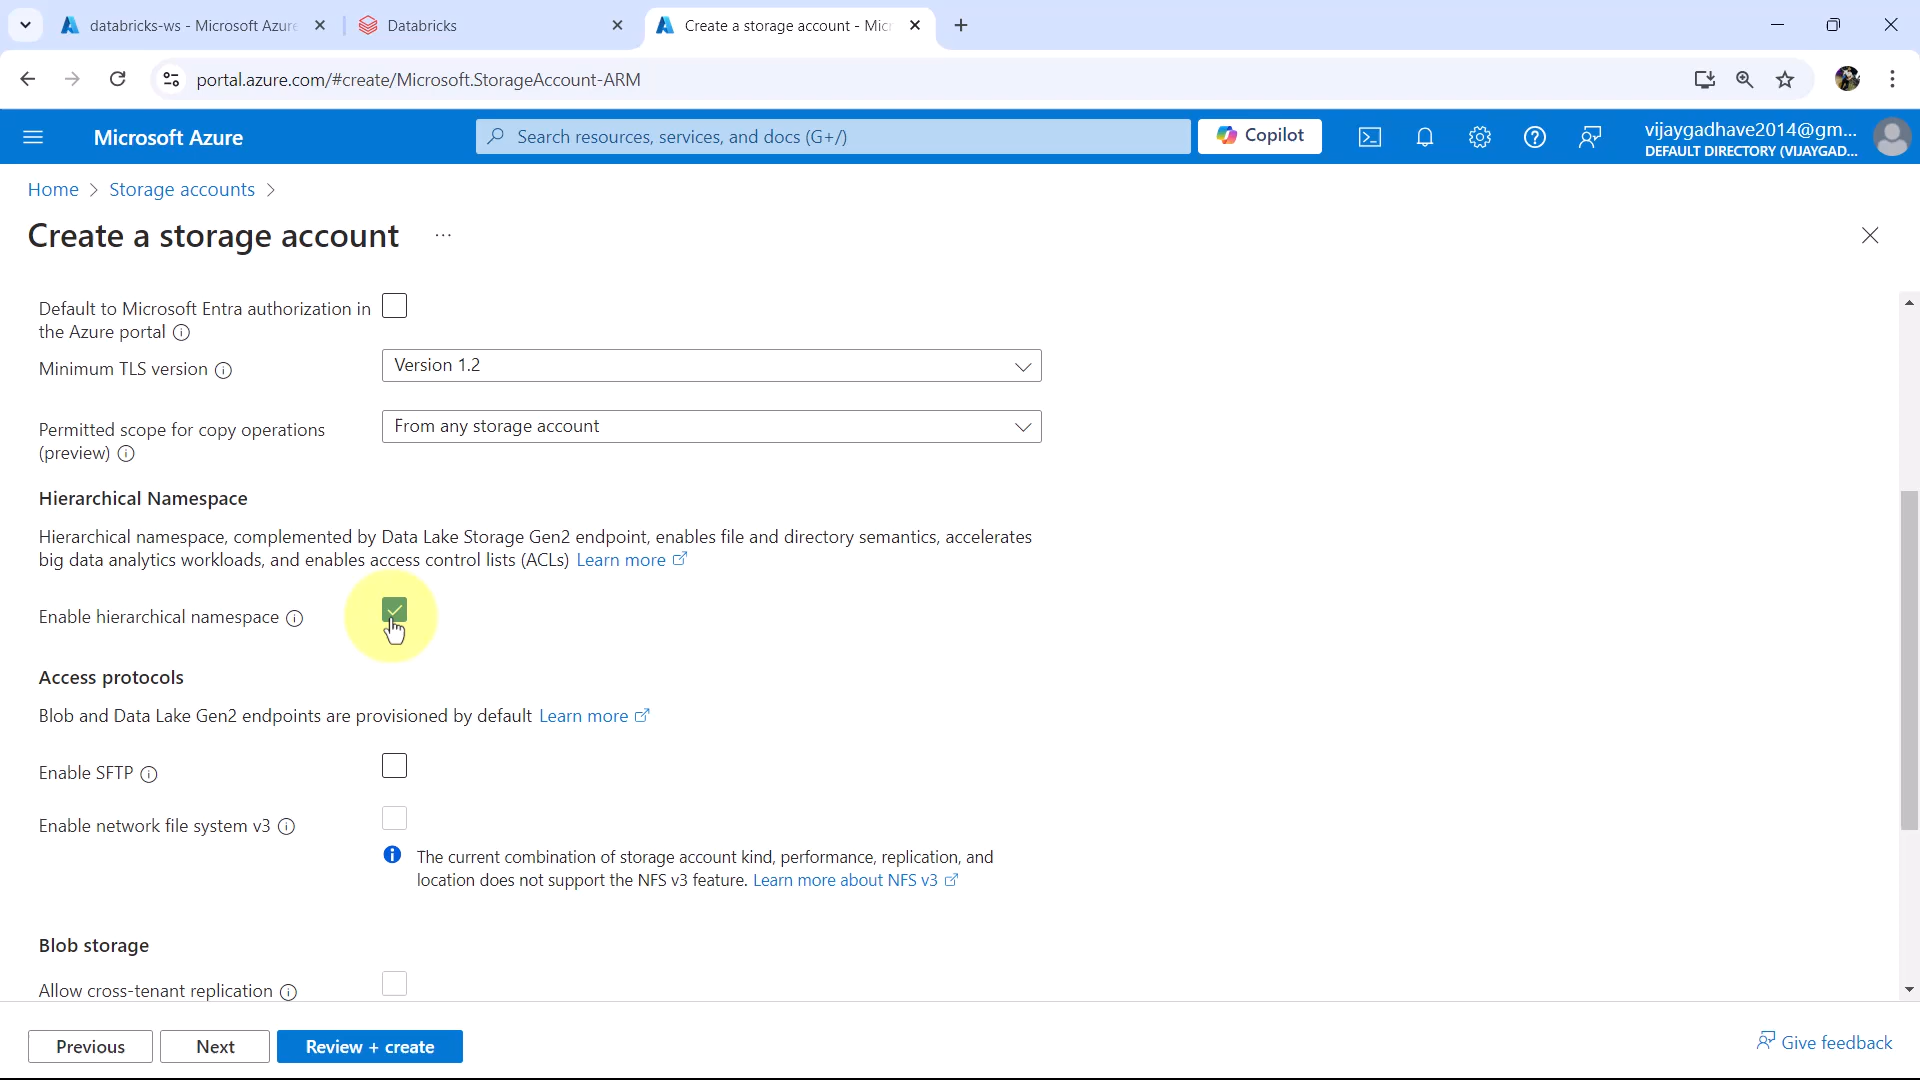 databricks-ws - Microsoft Azure
Databricks
Create a storage account - Micr
portal.azure.com/#create/Microsoft.StorageAccount-ARM
Microsoft Azure
Search resources, services, and docs (G+/)
Copilot
vijaygadhave2014@gm...
DEFAULT DIRECTORY (VIJAYGAD...
Home > Storage accounts >
Create a storage account ...
Default to Microsoft Entra authorization in
the Azure portal
Minimum TLS version
Version 1.2
Permitted scope for copy operations
(preview)
From any storage account
Hierarchical Namespace
Hierarchical namespace, complemented by Data Lake Storage Gen2 endpoint, enables file and directory semantics, accelerates
big data analytics workloads, and enables access control lists (ACLs) Learn more
Enable hierarchical namespace
Access protocols
Blob and Data Lake Gen2 endpoints are provisioned by default Learn more
Enable SFTP
Enable network file system v3
The current combination of storage account kind, performance, replication, and
location does not support the NFS v3 feature. Learn more about NFS v3
Blob storage
Allow cross-tenant replication
Previous
Next
Review + create
Give feedback